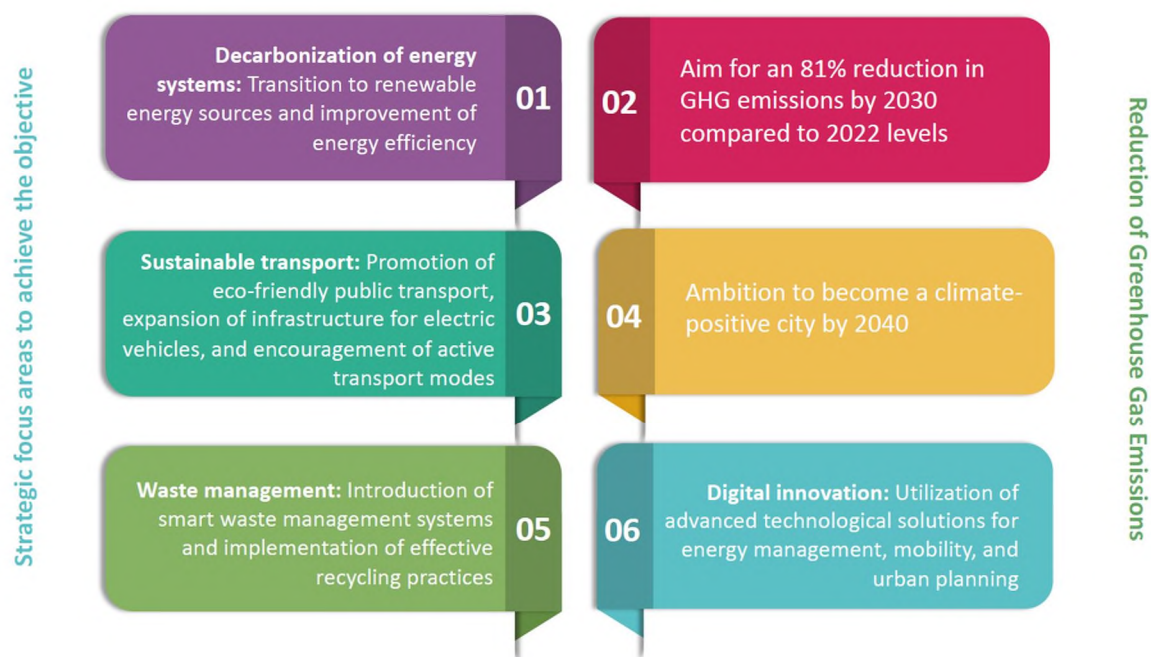 Strategic focus areas to achieve the objective
Decarbonization of energy
systems: Transition to renewable
energy sources and improvement of
energy efficiency
01
02
Aim for an 81% reduction in
GHG emissions by 2030
compared to 2022 levels
Sustainable transport: Promotion of
eco-friendly public transport,
expansion of infrastructure for electric
vehicles, and encouragement of active
transport modes
03
04
Ambition to become a climate-
positive city by 2040
Waste management: Introduction of
smart waste management systems
and implementation of effective
recycling practices
05
06
Digital innovation: Utilization of
advanced technological solutions for
energy management, mobility, and
urban planning
Reduction of Greenhouse Gas Emissions